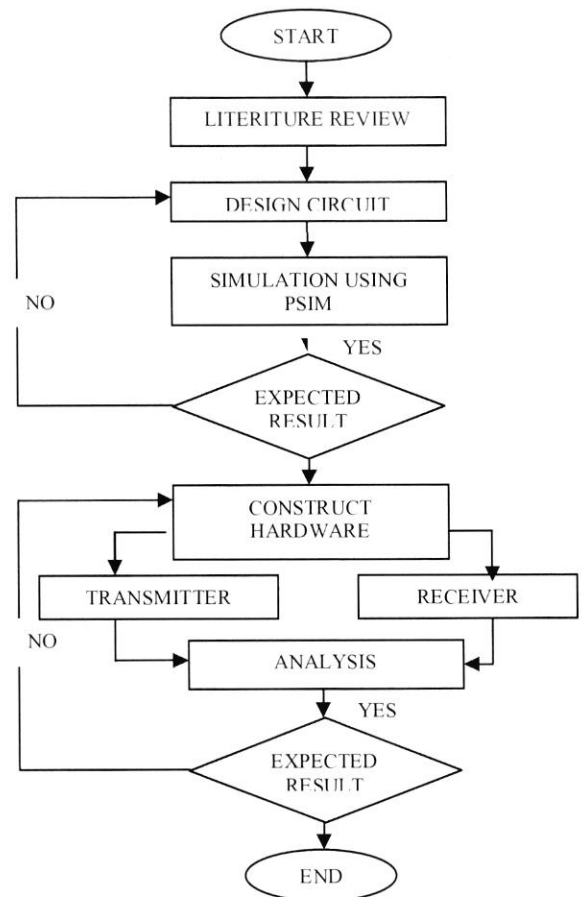 START
LITERITURE REVIEW
DESIGN CIRCUIT
SIMULATION USING
PSIM
NO
YES
EXPECTED
RESULT
CONSTRUCT
HARDWARE
TRANSMITTER
RECEIVER
NO
ANALYSIS
YES
EXPECTED
RESULT
END